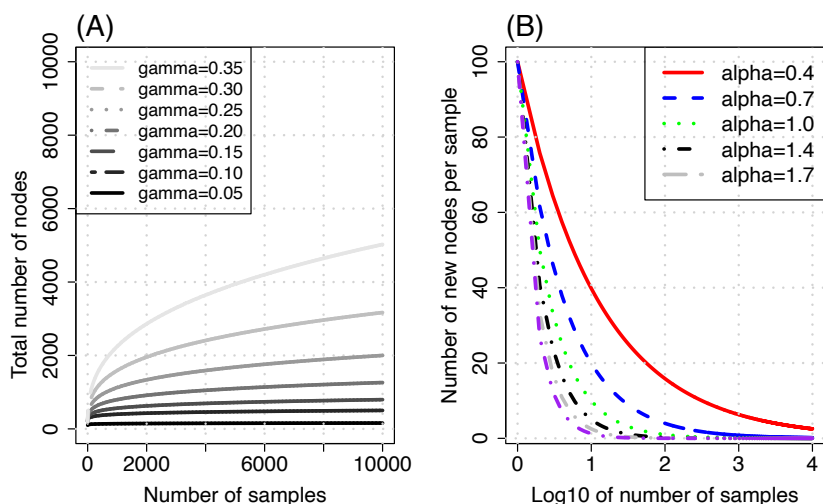 (A)
10000
8000
6000
4000
2000
0
Total number of nodes
gamma=0.35
gamma=0.30
gamma=0.25
gamma=0.20
gamma=0.15
gamma=0.10
gamma=0.05
0 2000 6000 10000
Number of samples
(B)
100
80
60
40
20
0
Number of new nodes per sample
alpha=0.4
alpha=0.7
alpha=1.0
alpha=1.4
alpha=1.7
0 1 2 3 4
Log10 of number of samples